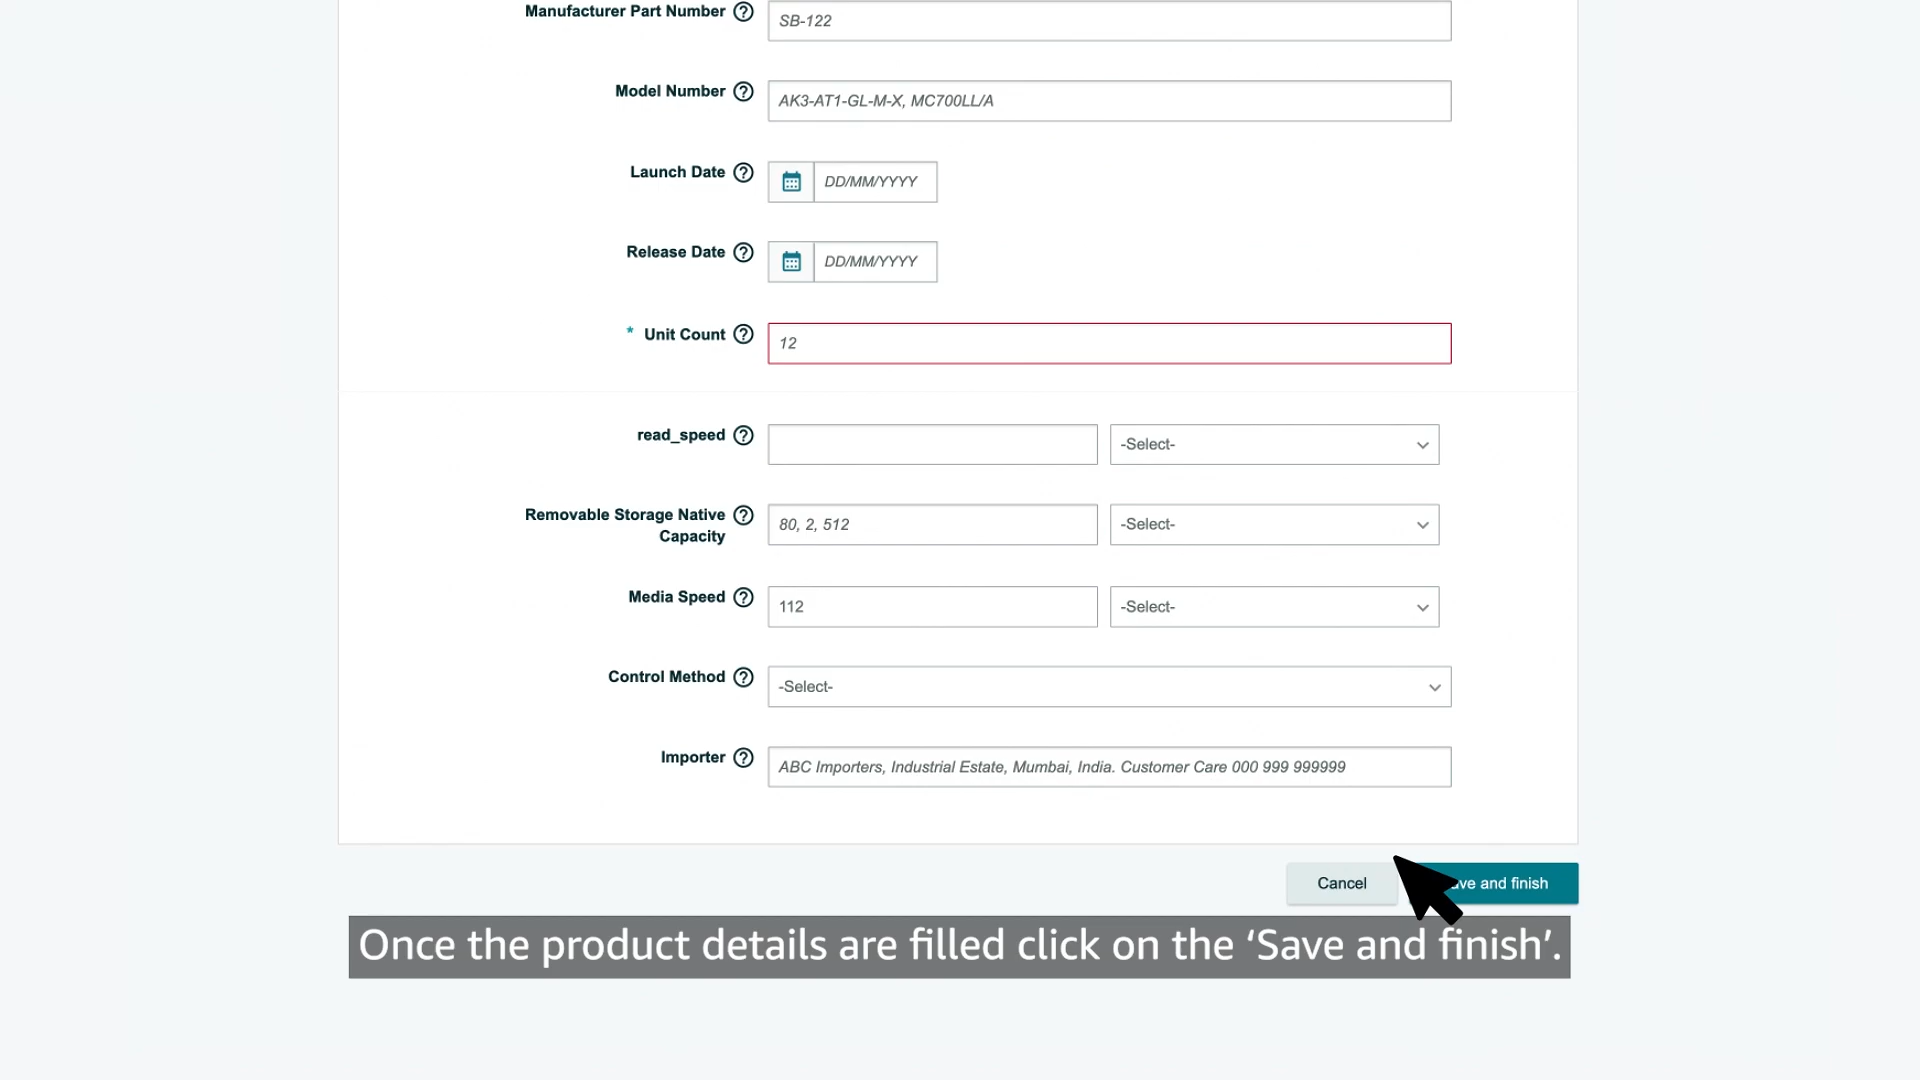 Manufacturer Part Number
SB-122
Model Number
AK3-AT1-GL-M-X, MC700LL/A
Launch Date
DD/MM/YYYY
Release Date
DD/MM/YYYY
* Unit Count
12
read_speed
-Select-
Removable Storage Native
Capacity
80, 2, 512
-Select-
Media Speed
112
-Select-
Control Method
-Select-
Importer
ABC Importers, Industrial Estate, Mumbai, India. Customer Care 000 999 999999
Cancel
and finish
Once the product details are filled click on the ‘Save and finish’.